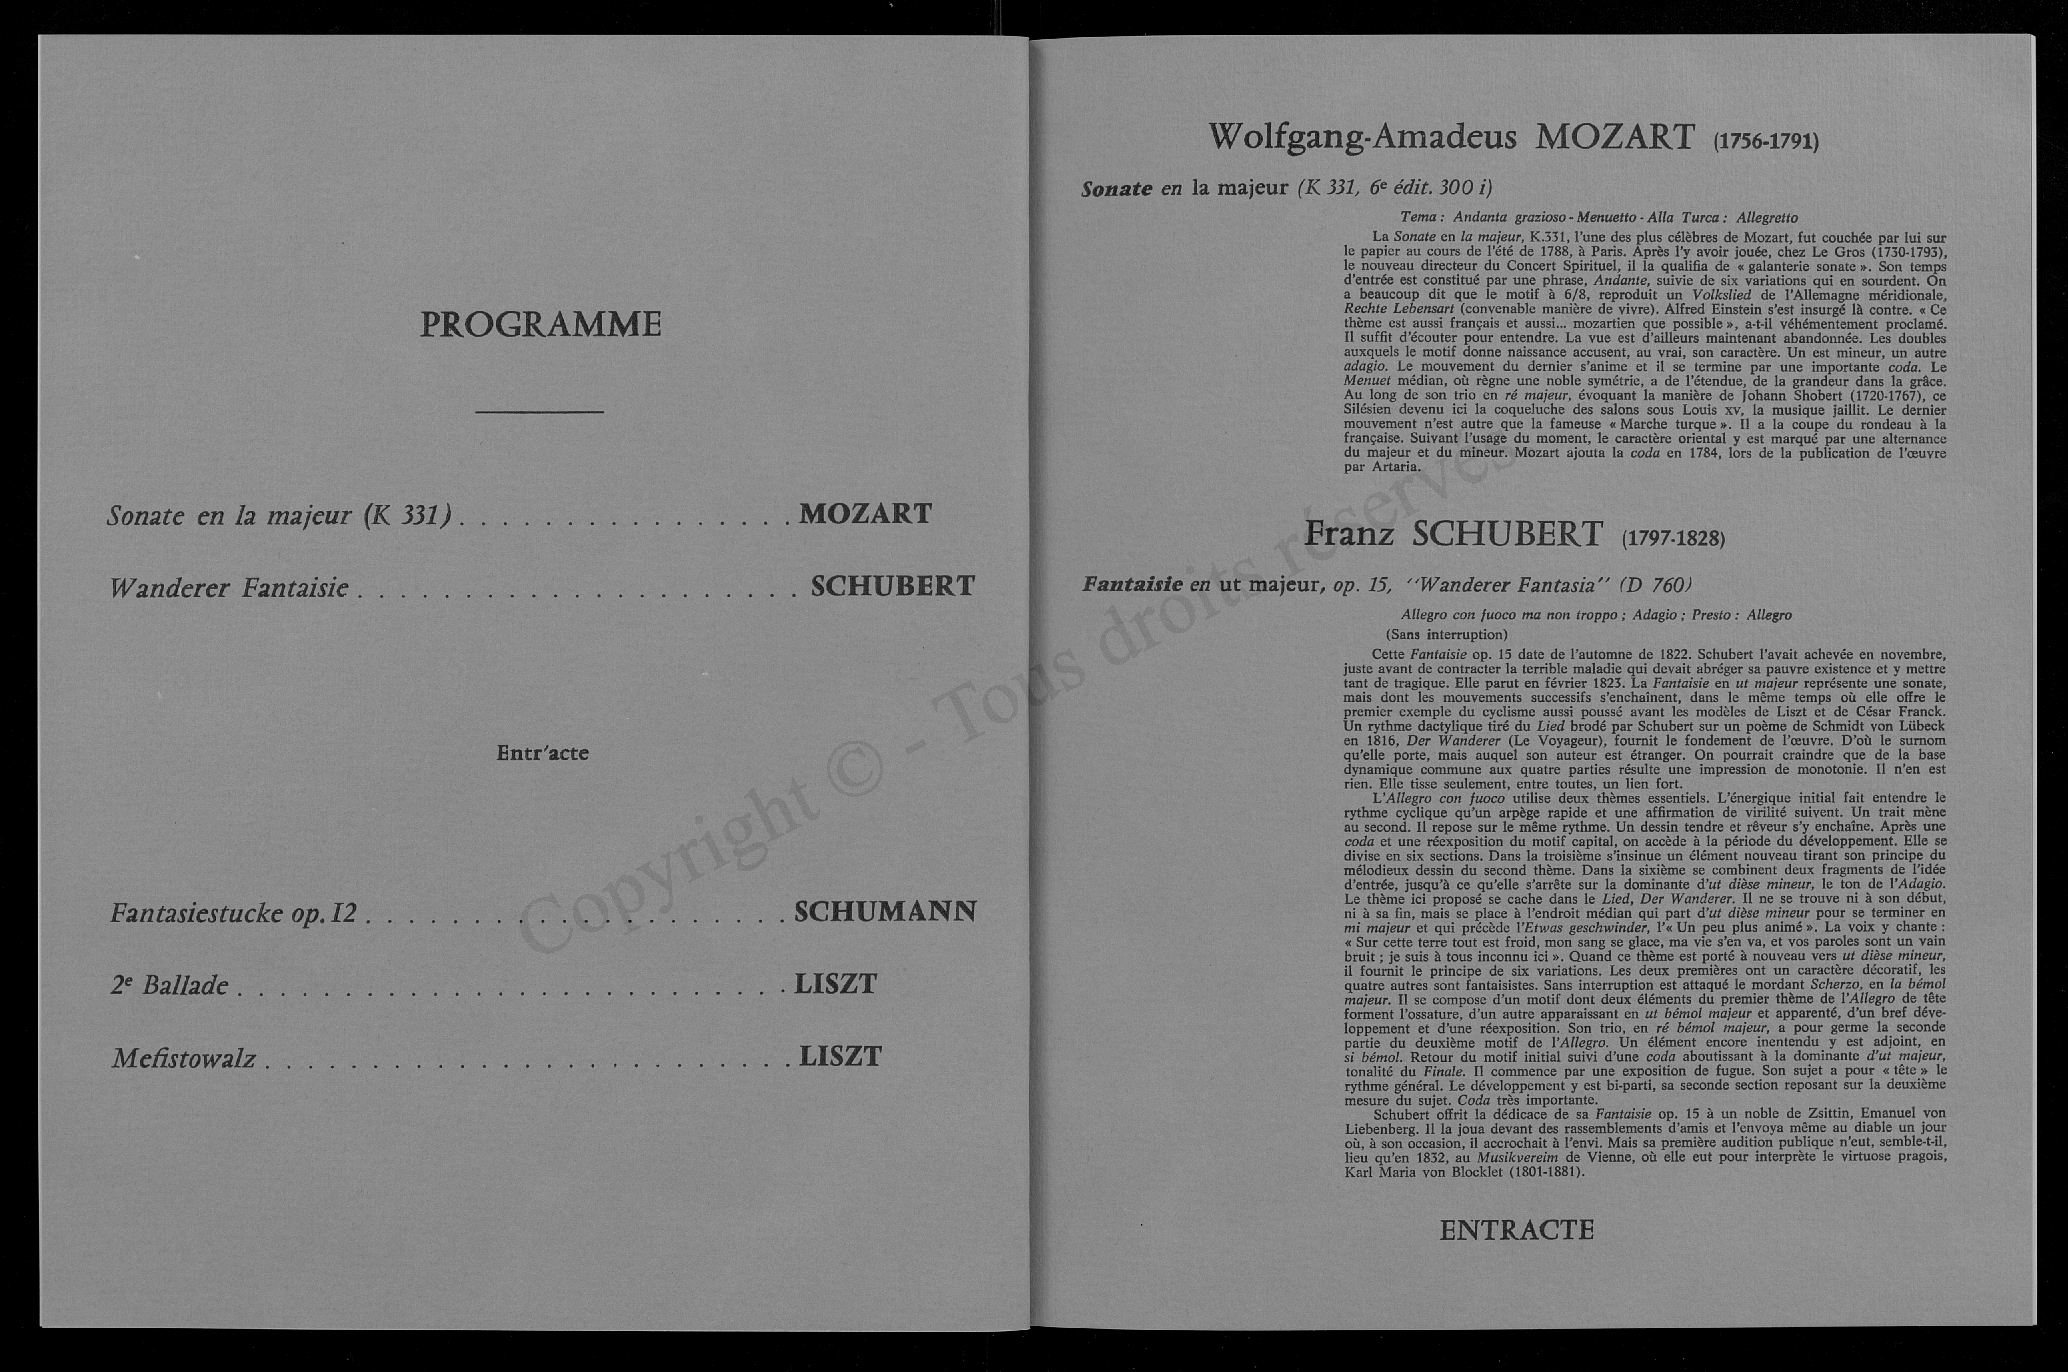 PROGRAMME
Sonate en la majeur (K 331) . . . . . . . . . . . . . . . . MOZART
Wanderer Fantaisie . . . . . . . . . . . . . . . . . . . . . SCHUBERT
Entr'acte
Fantasiestucke op. 12 . . . . . . . . . . . . . . . . . . . . SCHUMANN
2e Ballade . . . . . . . . . . . . . . . . . . . . . . . . . . LISZT
Mefistowalz . . . . . . . . . . . . . . . . . . . . . . . . . LISZT
Wolfgang-Amadeus MOZART (1756-1791)
Sonate en la majeur (K 331, 6e édit. 300 i)
Tema : Andanta grazioso - Menuetto - Alla Turca : Allegretto
La Sonate en la majeur, K.331, l'une des plus célèbres de Mozart, fut couchée par lui sur
le papier au cours de l'été de 1788, à Paris. Après l'y avoir jouée, chez Le Gros (1730-1793),
le nouveau directeur du Concert Spirituel, il la qualifia de « galanterie sonate ». Son temps
d'entrée est constitué par une phrase, Andante, suivie de six variations qui en sourdent. On
a beaucoup dit que le motif à 6/8, reproduit un Volkslied de l'Allemagne méridionale,
Rechte Lebensart (convenable manière de vivre). Alfred Einstein s'est insurgé là contre. « Ce
thème est aussi français et aussi... mozartien que possible », a-t-il véhémentement proclamé.
Il suffit d'écouter pour entendre. La vue est d'ailleurs maintenant abandonnée. Les doubles
auxquels le motif donne naissance accusent, au vrai, son caractère. Un est mineur, un autre
adagio. Le mouvement du dernier s'anime et il se termine par une importante coda. Le
Menuet médian, où règne une noble symétrie, a de l'étendue, de la grandeur dans la grâce.
Au long de son trio en ré majeur, évoquant la manière de Johann Shobert (1720-1767), ce
Silésien devenu ici la coqueluche des salons sous Louis XV, la musique jaillit. Le dernier
mouvement n'est autre que la fameuse « Marche turque ». Il a la coupe du rondeau à la
française. Suivant l'usage du moment, le caractère oriental y est marqué par une alternance
du majeur et du mineur. Mozart ajouta la coda en 1784, lors de la publication de l'œuvre
par Artaria.
Franz SCHUBERT (1797-1828)
Fantaisie en ut majeur, op. 15, "Wanderer Fantasia" (D 760)
Allegro con fuoco ma non troppo ; Adagio ; Presto : Allegro
(Sans interruption)
Cette Fantaisie op. 15 date de l'automne de 1822. Schubert l'avait achevée en novembre,
juste avant de contracter la terrible maladie qui devait abréger sa pauvre existence et y mettre
tant de tragique. Elle parut en février 1823. La Fantaisie en ut majeur représente une sonate,
mais dont les mouvements successifs s'enchaînent, dans le même temps où elle offre le
premier exemple du cyclisme aussi poussé avant les modèles de Liszt et de César Franck.
Un rythme dactylique tiré du Lied brodé par Schubert sur un poème de Schmidt von Lübeck
en 1816, Der Wanderer (Le Voyageur), fournit le fondement de l'œuvre. D'où le surnom
qu'elle porte, mais auquel son auteur est étranger. On pourrait craindre que de la base
dynamique commune aux quatre parties résulte une impression de monotonie. Il n'en est
rien. Elle tisse seulement, entre toutes, un lien fort.
L'Allegro con fuoco utilise deux thèmes essentiels. L'énergique initial fait entendre le
rythme cyclique qu'un arpège rapide et une affirmation de virilité suivent. Un trait mène
au second. Il repose sur le même rythme. Un dessin tendre et rêveur s'y enchaîne. Après une
coda et une réexposition du motif capital, on accède à la période du développement. Elle se
divise en six sections. Dans la troisième s'insinue un élément nouveau tirant son principe du
mélodieux dessin du second thème. Dans la sixième se combinent deux fragments de l'idée
d'entrée, jusqu'à ce qu'elle s'arrête sur la dominante d'ut dièse mineur, le ton de l'Adagio.
Le thème ici proposé se cache dans le Lied, Der Wanderer. Il ne se trouve ni à son début,
ni à sa fin, mais se place à l'endroit médian qui part d'ut dièse mineur pour se terminer en
mi majeur et qui précède l'Etwas geschwinder, l'« Un peu plus animé ». La voix y chante :
« Sur cette terre tout est froid, mon sang se glace, ma vie s'en va, et vos paroles sont un vain
bruit ; je suis à tous inconnu ici ». Quand ce thème est porté à nouveau vers ut dièse mineur,
il fournit le principe de six variations. Les deux premières ont un caractère décoratif, les
quatre autres sont fantaisistes. Sans interruption est attaqué le mordant Scherzo, en la bémol
majeur. Il se compose d'un motif dont deux éléments du premier thème de l'Allegro de tête
forment l'ossature, d'un autre apparaissant en ut bémol majeur et apparenté, d'un bref déve-
loppement et d'une réexposition. Son trio, en ré bémol majeur, a pour germe la seconde
partie du deuxième motif de l'Allegro. Un élément encore inentendu y est adjoint, en
si bémol. Retour du motif initial suivi d'une coda aboutissant à la dominante d'ut majeur,
tonalité du Finale. Il commence par une exposition de fugue. Son sujet a pour « tête » le
rythme général. Le développement y est bi-parti, sa seconde section reposant sur la deuxième
mesure du sujet. Coda très importante.
Schubert offrit la dédicace de sa Fantaisie op. 15 à un noble de Zsittin, Emanuel von
Liebenberg. Il la joua devant des rassemblements d'amis et l'envoya même au diable un jour
où, à son occasion, il accrochait à l'envi. Mais sa première audition publique n'eut, semble-t-il,
lieu qu'en 1832, au Musikvereim de Vienne, où elle eut pour interprète le virtuose pragois,
Karl Maria von Blocklet (1801-1881).
ENTRACTE
Copyright © - Tous droits réservés